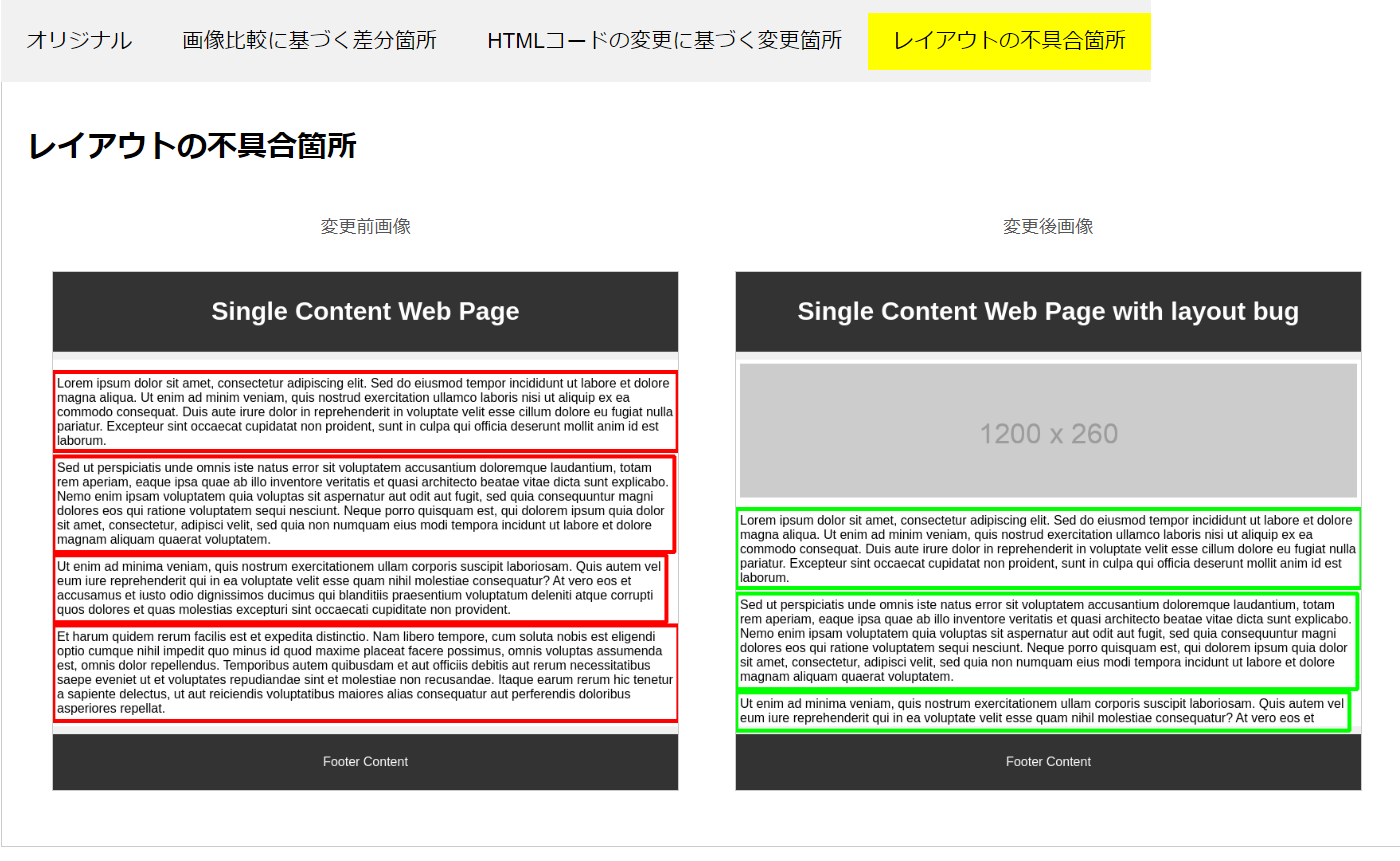 オリジナル
画像比較に基づく差分箇所
HTMLコードの変更に基づく変更箇所
レイアウトの不具合箇所
レイアウトの不具合箇所
変更前画像
Single Content Web Page
Lorem ipsum dolor sit amet, consectetur adipiscing elit. Sed do eiusmod tempor incididunt ut labore et dolore
magna aliqua. Ut enim ad minim veniam, quis nostrud exercitation ullamco laboris nisi ut aliquip ex ea
commodo consequat. Duis aute irure dolor in reprehenderit in voluptate velit esse cillum dolore eu fugiat nulla
pariatur. Excepteur sint occaecat cupidatat non proident, sunt in culpa qui officia deserunt mollit anim id est
laborum.
Sed ut perspiciatis unde omnis iste natus error sit voluptatem accusantium doloremque laudantium, totam
rem aperiam, eaque ipsa quae ab illo inventore veritatis et quasi architecto beatae vitae dicta sunt explicabo.
Nemo enim ipsam voluptatem quia voluptas sit aspernatur aut odit aut fugit, sed quia consequuntur magni
dolores eos qui ratione voluptatem sequi nesciunt. Neque porro quisquam est, qui dolorem ipsum quia dolor
sit amet, consectetur, adipisci velit, sed quia non numquam eius modi tempora incidunt ut labore et dolore
magnam aliquam quaerat voluptatem.
Ut enim ad minima veniam, quis nostrum exercitationem ullam corporis suscipit laboriosam. Quis autem vel
eum iure reprehenderit qui in ea voluptate velit esse quam nihil molestiae consequatur? At vero eos et
accusamus et iusto odio dignissimos ducimus qui blanditiis praesentium voluptatum deleniti atque corrupti
quos dolores et quas molestias excepturi sint occaecati cupiditate non provident.
Et harum quidem rerum facilis est et expedita distinctio. Nam libero tempore, cum soluta nobis est eligendi
optio cumque nihil impedit quo minus id quod maxime placeat facere possimus, omnis voluptas assumenda
est, omnis dolor repellendus. Temporibus autem quibusdam et aut officiis debitis aut rerum necessitatibus
saepe eveniet ut et voluptates repudiandae sint et molestiae non recusandae. Itaque earum rerum hic tenetur
a sapiente delectus, ut aut reiciendis voluptatibus maiores alias consequatur aut perferendis doloribus
asperiores repellat.
Footer Content
変更後画像
Single Content Web Page with layout bug
1200 x 260
Lorem ipsum dolor sit amet, consectetur adipiscing elit. Sed do eiusmod tempor incididunt ut labore et dolore
magna aliqua. Ut enim ad minim veniam, quis nostrud exercitation ullamco laboris nisi ut aliquip ex ea
commodo consequat. Duis aute irure dolor in reprehenderit in voluptate velit esse cillum dolore eu fugiat nulla
pariatur. Excepteur sint occaecat cupidatat non proident, sunt in culpa qui officia deserunt mollit anim id est
laborum.
Sed ut perspiciatis unde omnis iste natus error sit voluptatem accusantium doloremque laudantium, totam
rem aperiam, eaque ipsa quae ab illo inventore veritatis et quasi architecto beatae vitae dicta sunt explicabo.
Nemo enim ipsam voluptatem quia voluptas sit aspernatur aut odit aut fugit, sed quia consequuntur magni
dolores eos qui ratione voluptatem sequi nesciunt. Neque porro quisquam est, qui dolorem ipsum quia dolor
sit amet, consectetur, adipisci velit, sed quia non numquam eius modi tempora incidunt ut labore et dolore
magnam aliquam quaerat voluptatem.
Ut enim ad minima veniam, quis nostrum exercitationem ullam corporis suscipit laboriosam. Quis autem vel
eum iure reprehenderit qui in ea voluptate velit esse quam nihil molestiae consequatur? At vero eos et
Footer Content